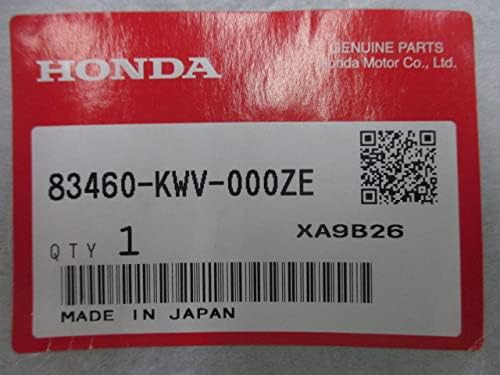 HONDA
GENUINE PARTS
Honda Motor Co., Ltd.
83460-KWV-000ZE
QTY 1
XA9B26
MADE IN JAPAN